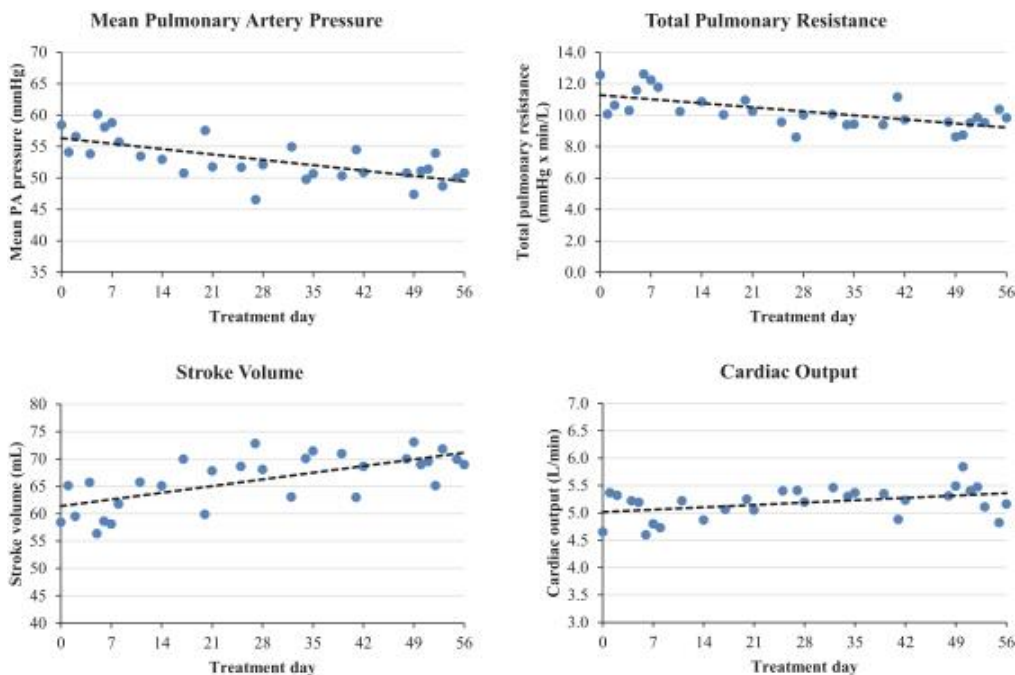 Mean Pulmonary Artery Pressure
Mean PA pressure (mmHg)
70
65
60
55
50
45
40
35
0 7 14 21 28 35 42 49 56
Treatment day
Total Pulmonary Resistance
Total pulmonary resistance
(mmHg x min/L)
14.0
12.0
10.0
8.0
6.0
4.0
2.0
0.0
0 7 14 21 28 35 42 49 56
Treatment day
Stroke Volume
Stroke volume (mL)
80
75
70
65
60
55
50
45
40
0 7 14 21 28 35 42 49 56
Treatment day
Cardiac Output
Cardiac output (L/min)
7.0
6.5
6.0
5.5
5.0
4.5
4.0
3.5
3.0
0 7 14 21 28 35 42 49 56
Treatment day